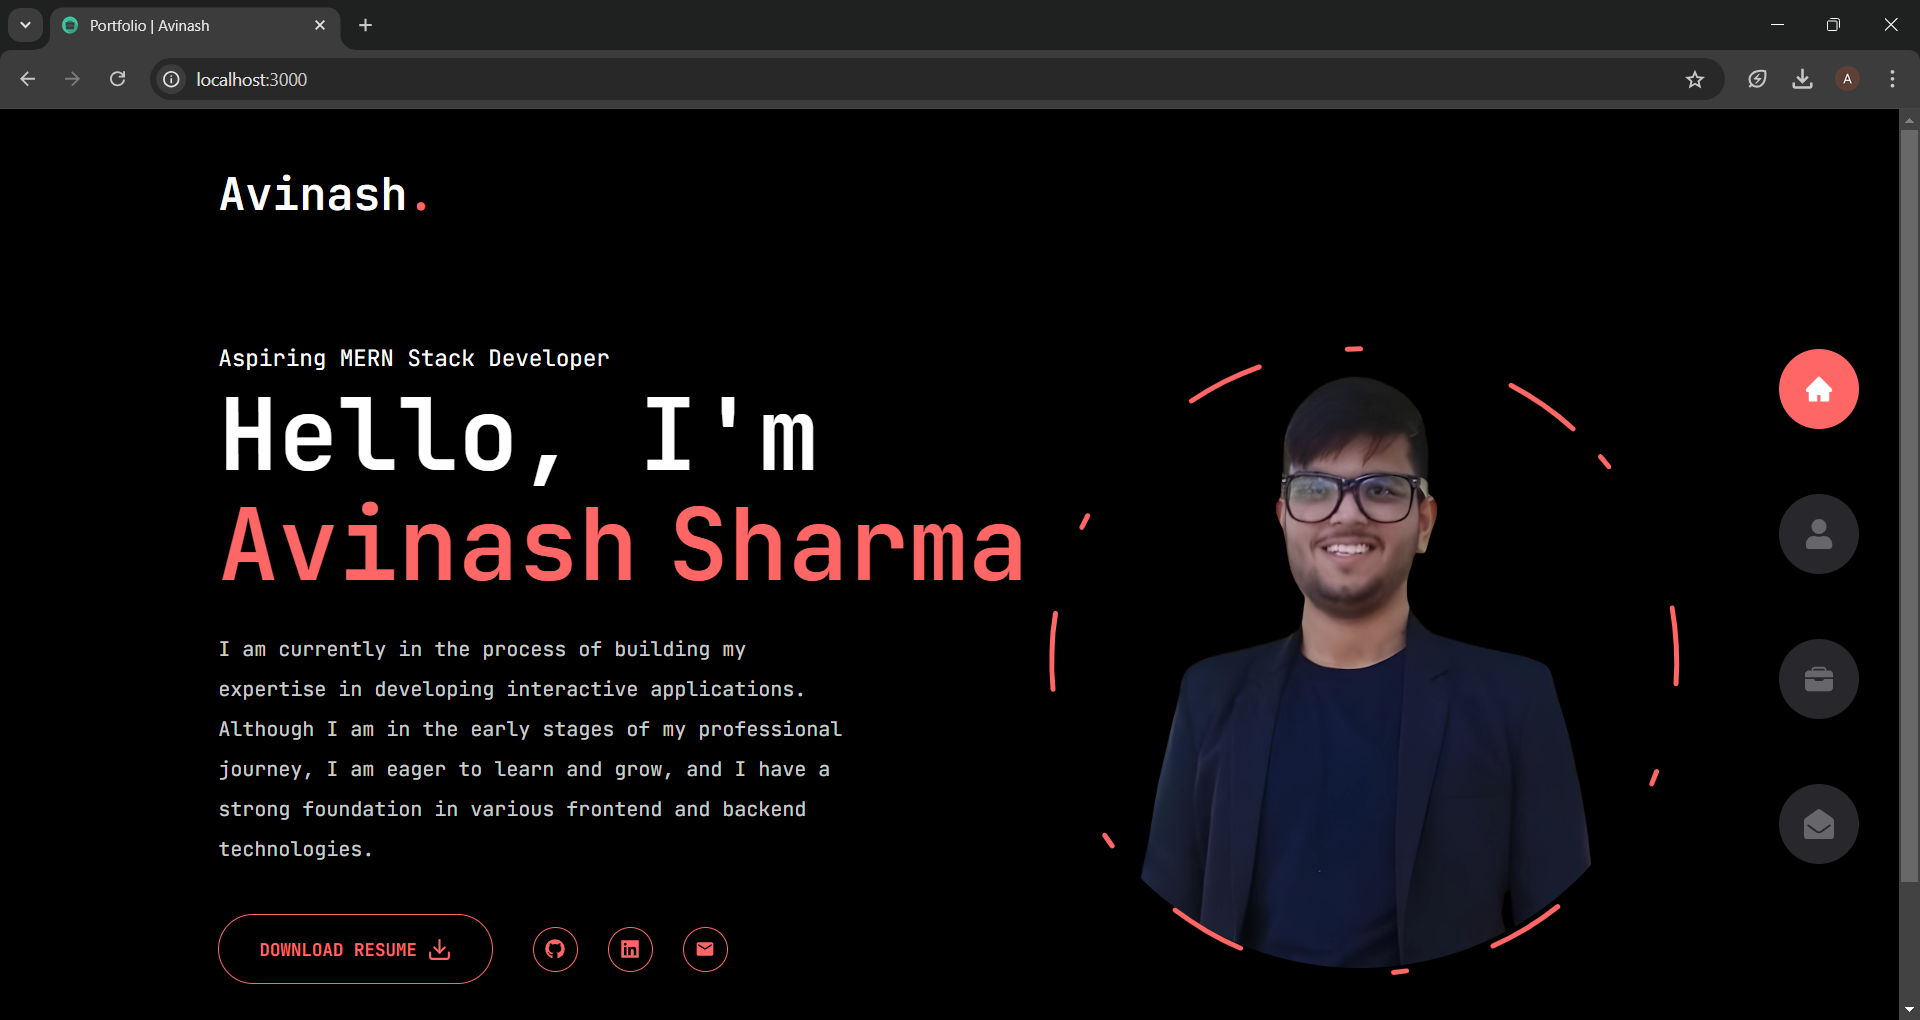 Portfolio | Avinash
localhost:3000
A
Avinash.
Aspiring MERN Stack Developer
Hello, I'm
Avinash Sharma
I am currently in the process of building my
expertise in developing interactive applications.
Although I am in the early stages of my professional
journey, I am eager to learn and grow, and I have a
strong foundation in various frontend and backend
technologies.
DOWNLOAD RESUME
in